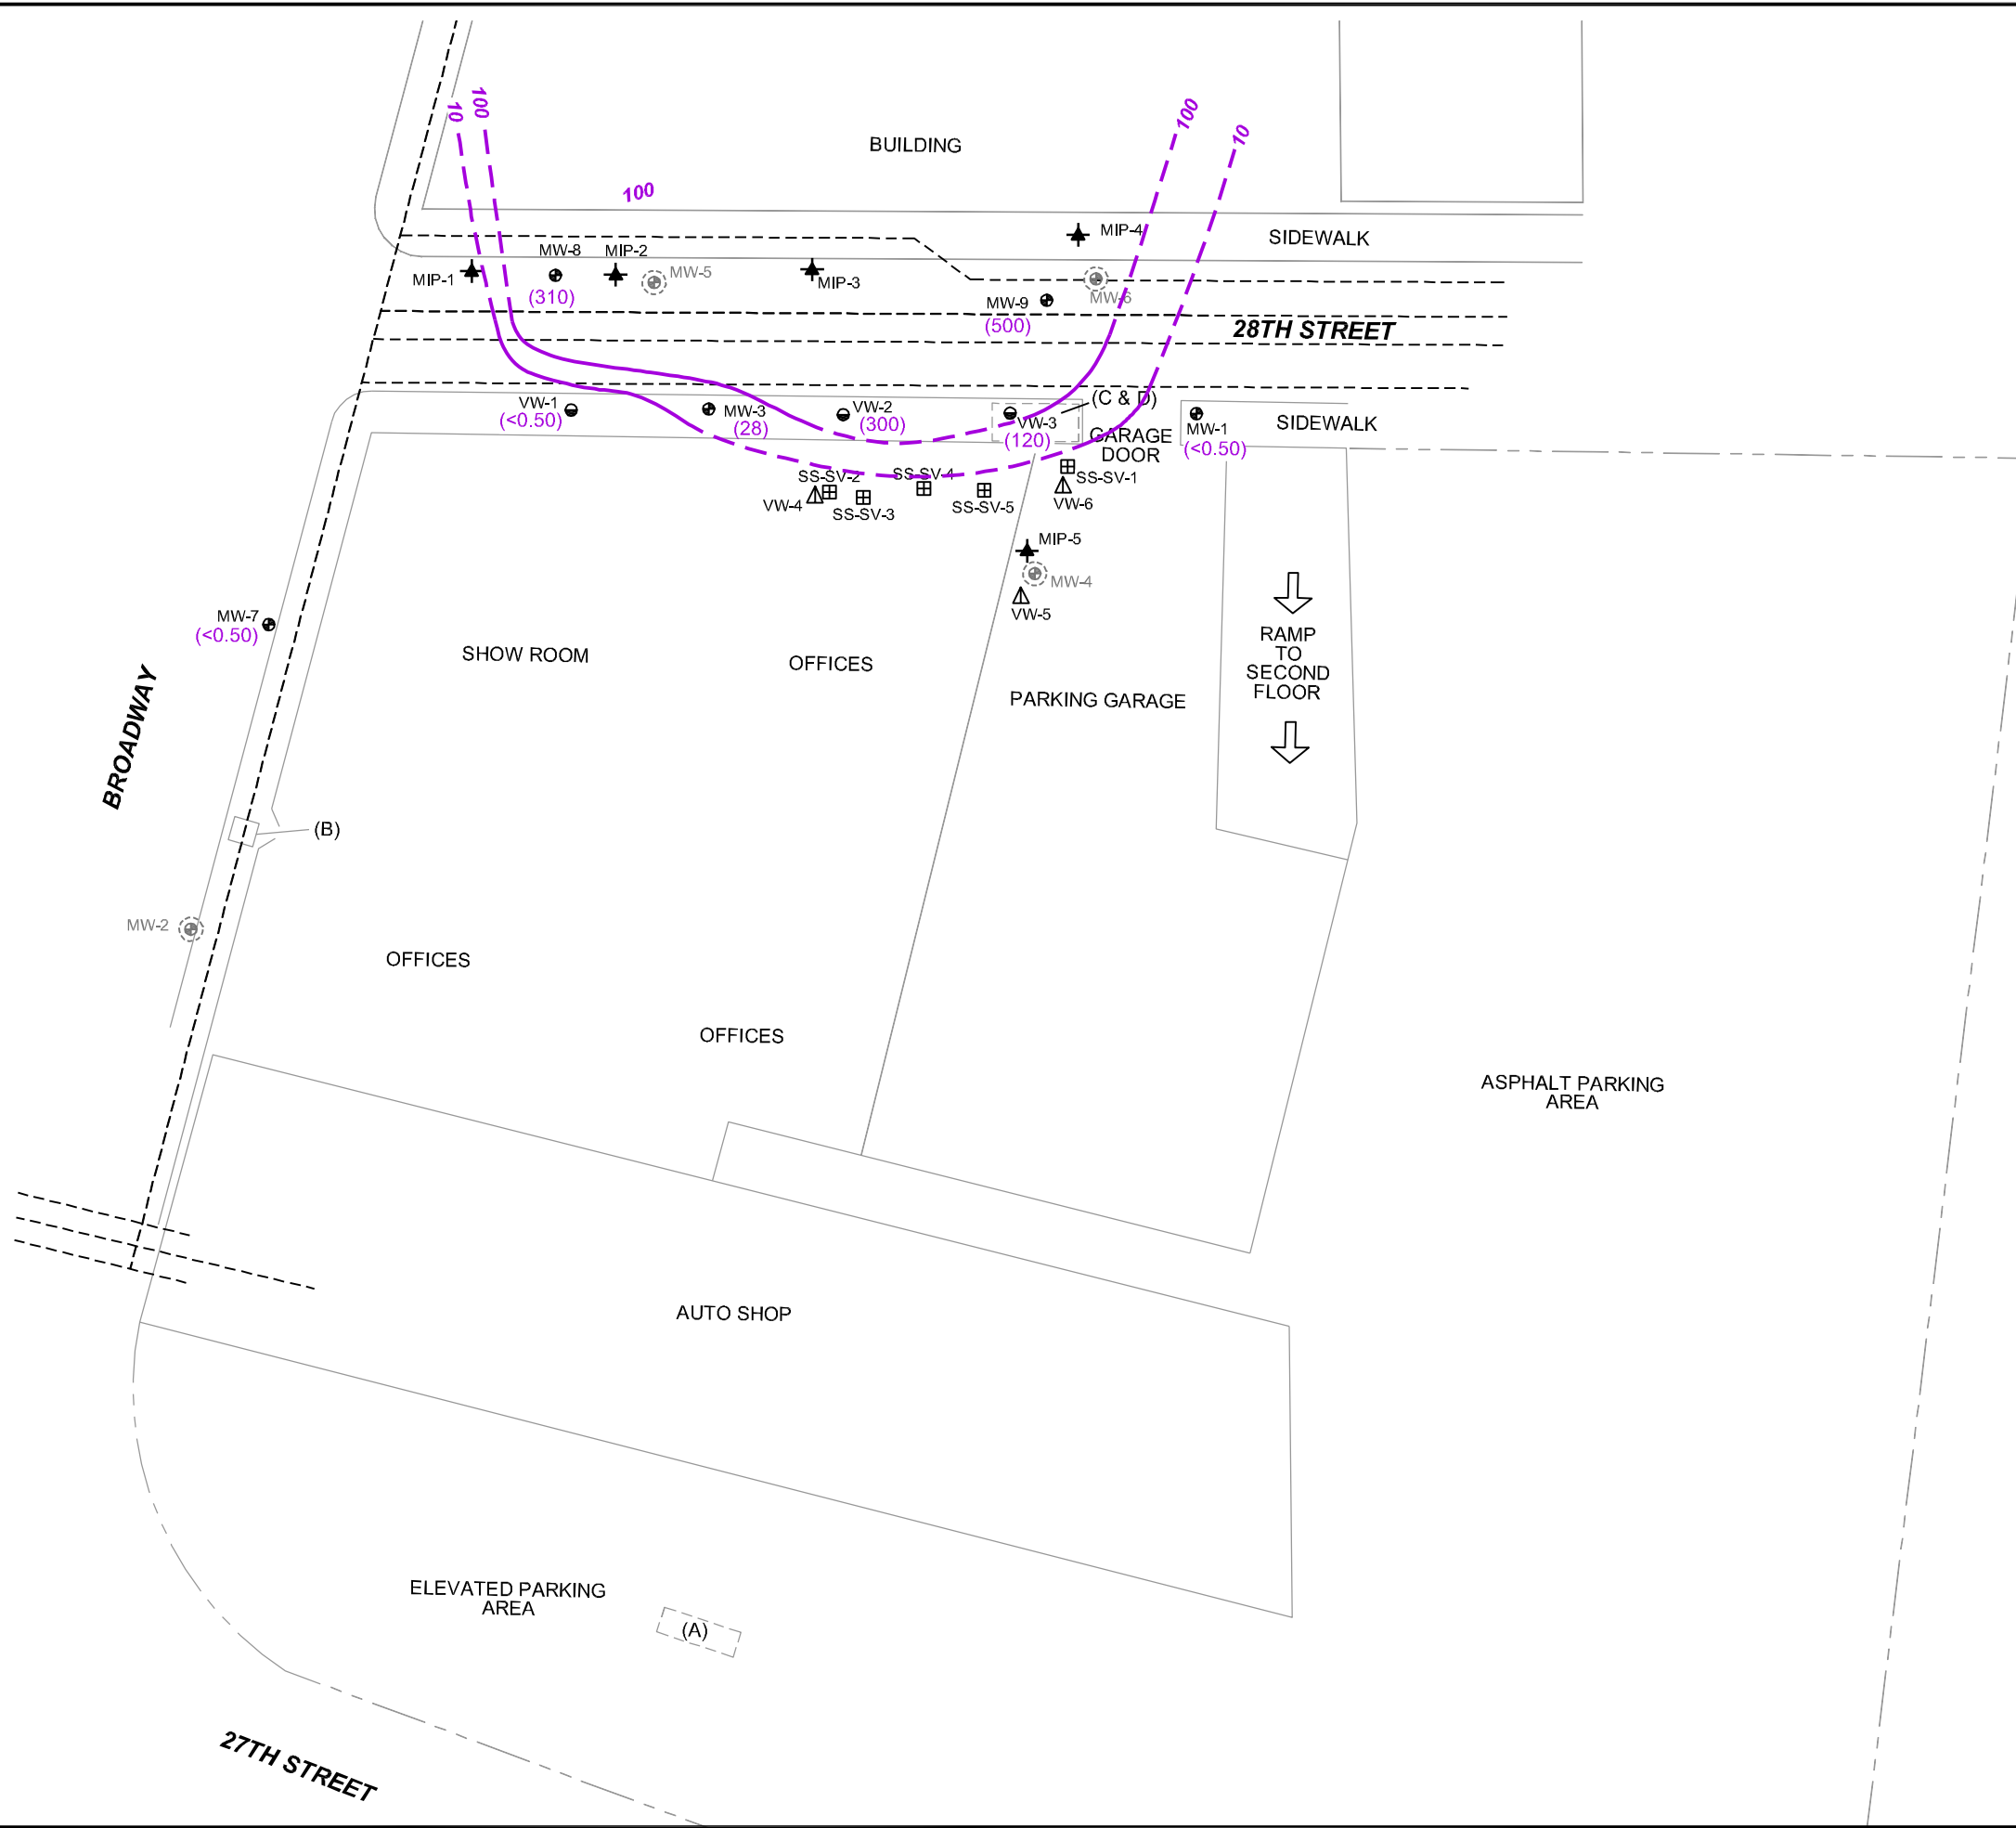 10
100
100
10
BUILDING
100
MIP-4
SIDEWALK
MW-8
MIP-2
MIP-1
MW-5
MIP-3
(310)
MW-9
MW-6
(500)
28TH STREET
VW-1
(<0.50)
MW-3
(28)
VW-2
(300)
(C & D)
VW-3
(120)
GARAGE
DOOR
MW-1
(<0.50)
SIDEWALK
SS-SV-2
SS-SV-4
SS-SV-1
VW-4
SS-SV-3
SS-SV-5
VW-6
MIP-5
MW-4
VW-5
MW-7
(<0.50)
SHOW ROOM
OFFICES
RAMP
TO
SECOND
FLOOR
PARKING GARAGE
BROADWAY
(B)
MW-2
OFFICES
OFFICES
ASPHALT PARKING
AREA
AUTO SHOP
ELEVATED PARKING
AREA
(A)
27TH STREET